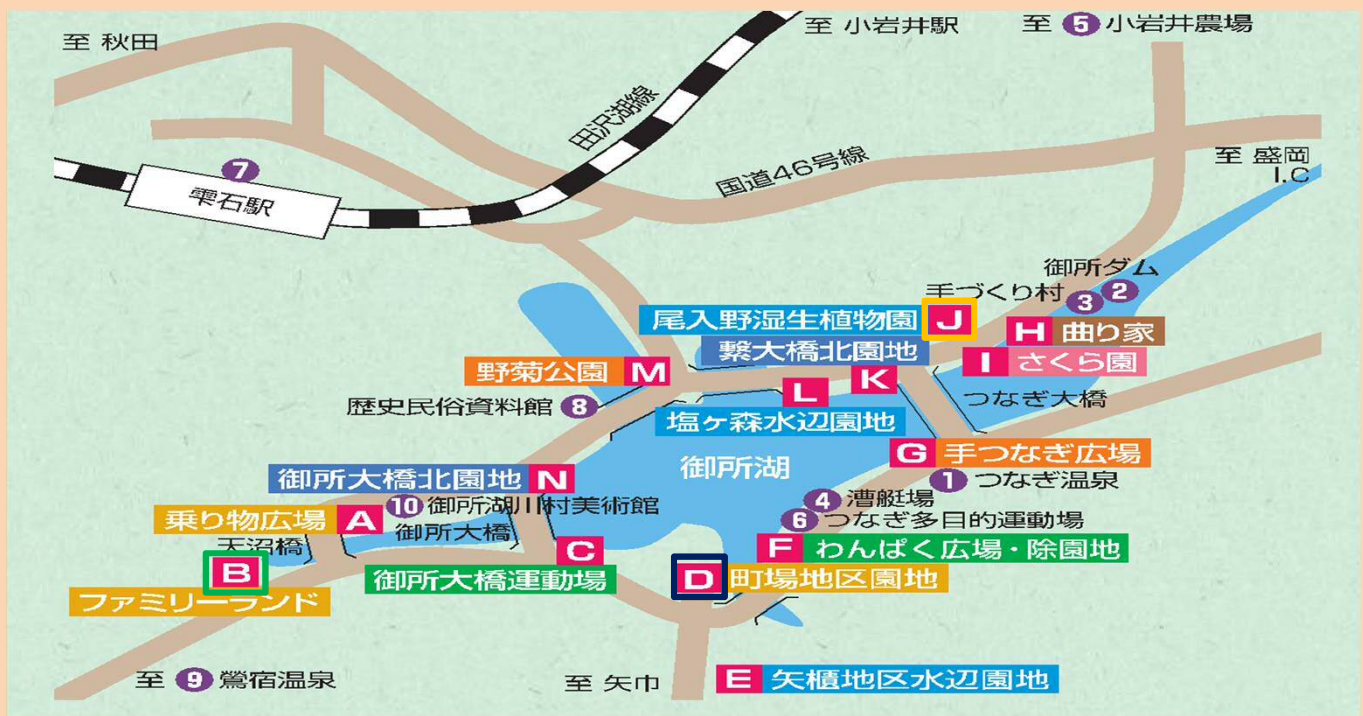 至 秋田
至 小岩井駅
至 5 小岩井農場
田沢湖線
国道46号線
至 盛岡
I.C
7
雫石駅
御所ダム
手づくり村 3 2
尾入野湿生植物園 J
H 曲り家
繋大橋北園地
I さくら園
野菊公園 M
K
L
つなぎ大橋
歴史民俗資料館 8
塩ヶ森水辺園地
G 手つなぎ広場
御所湖
御所大橋北園地 N
1 つなぎ温泉
4 漕艇場
10 御所湖川村美術館
乗り物広場 A
6 つなぎ多目的運動場
御所大橋
天沼橋
C
F わんぱく広場・除園地
B
御所大橋運動場
D 町場地区園地
ファミリーランド
至 9 鶯宿温泉
至 矢巾
E 矢櫃地区水辺園地